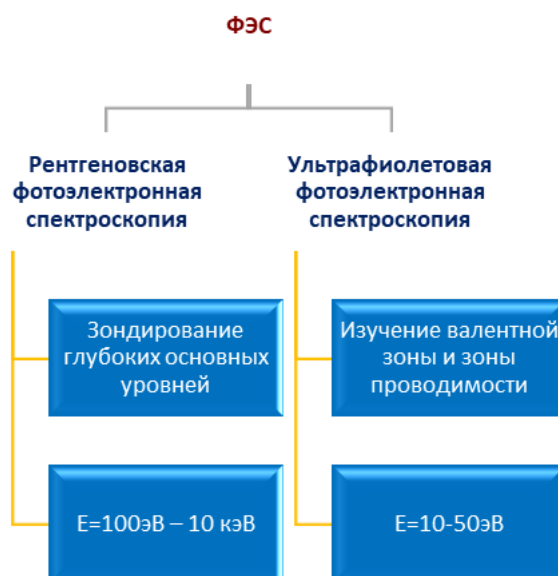 ФЭС
Рентгеновская
фотоэлектронная
спектроскопия
Ультрафиолетовая
фотоэлектронная
спектроскопия
Зондирование
глубоких основных
уровней
Изучение валентной
зоны и зоны
проводимости
Е=100эВ – 10 кэВ
Е=10-50эВ